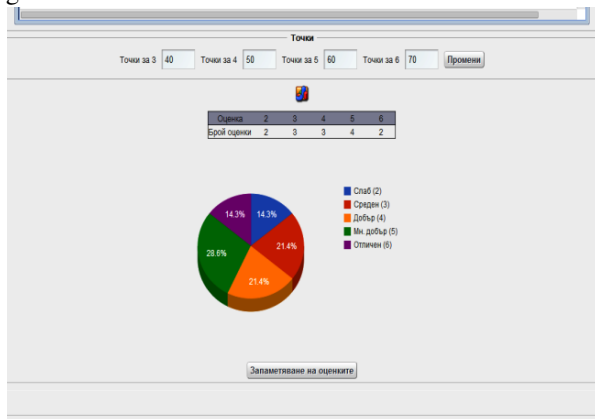 Точки
Точки за 3 40 Точки за 4 50 Точки за 5 60 Точки за 6 70 Промени
Оценка 2 3 4 5 6
Брой оценки 2 3 3 4 2
14.3% 14.3%
28.6% 21.4%
21.4%
Слаб (2)
Среден (3)
Добър (4)
Мн. добър (5)
Отличен (6)
Запаметяване на оценките